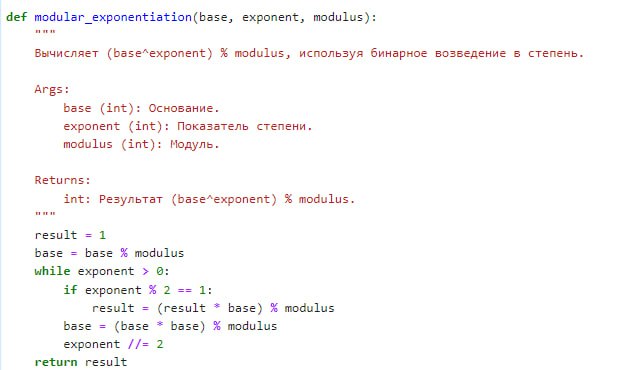 def modular_exponentiation(base, exponent, modulus):
    """
    Вычисляет (base^exponent) % modulus, используя бинарное возведение в степень.

    Args:
        base (int): Основание.
        exponent (int): Показатель степени.
        modulus (int): Модуль.

    Returns:
        int: Результат (base^exponent) % modulus.
    """
    result = 1
    base = base % modulus
    while exponent > 0:
        if exponent % 2 == 1:
            result = (result * base) % modulus
        base = (base * base) % modulus
        exponent //= 2
    return result